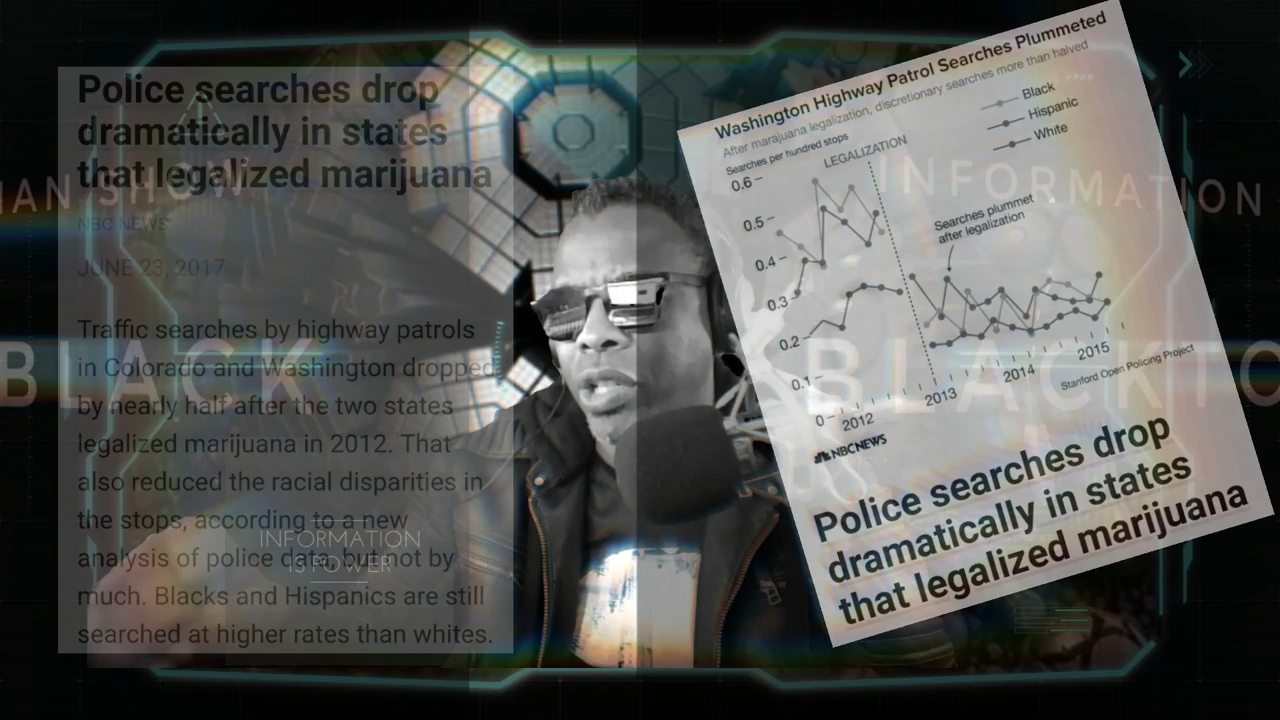 Police searches drop
dramatically in states
that legalized marijuana
NBC NEWS
JUNE 23, 2017
Traffic searches by highway patrols
in Colorado and Washington dropped
by nearly half after the two states
legalized marijuana in 2012. That
also reduced the racial disparities in
the stops, according to a new
analysis of police data, but not by
much. Blacks and Hispanics are still
searched at higher rates than whites.
IAN SHOW
BLACK
INFORMATION
IS POWER
Washington Highway Patrol Searches Plummeted
After marajuana legalization, discretionary searches more than halved
Searches per hundred stops
LEGALIZATION
Black
Hispanic
White
0.6
0.5
0.4
0.3
0.2
0.1
0
Searches plummet
after legalization
2012
2013
2014
2015
Stanford Open Policing Project
NBC NEWS
INFORMATION
BLACKTO
Police searches drop
dramatically in states
that legalized marijuana